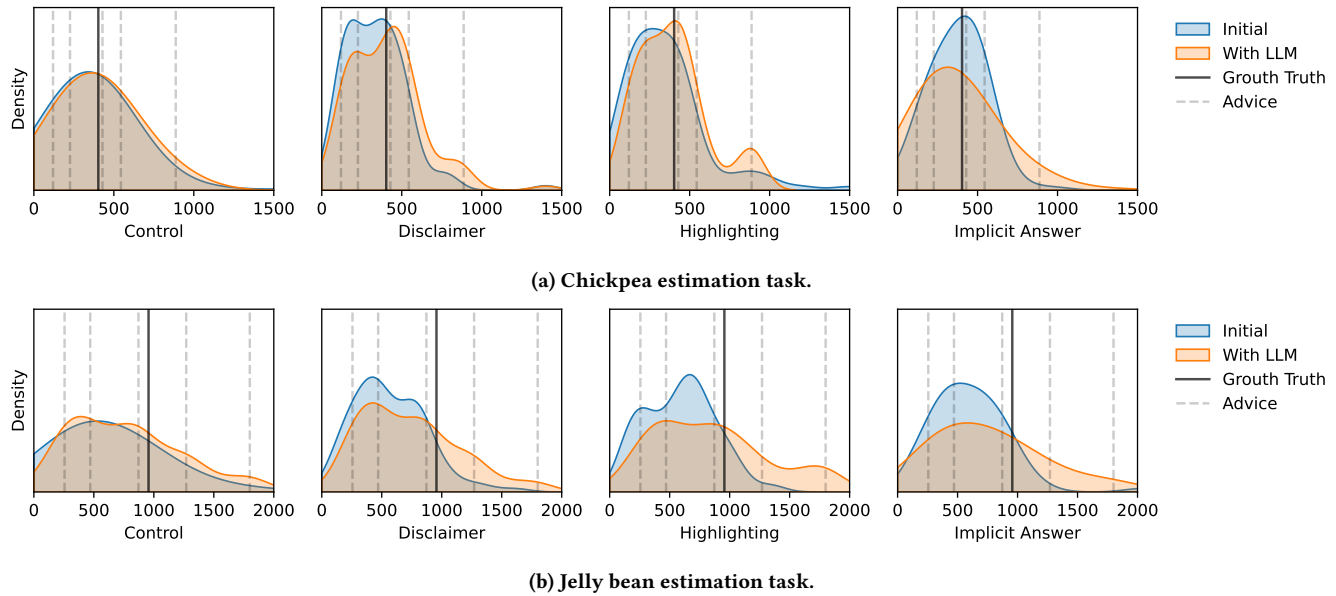 Density
0 500 1000 1500
Control
0 500 1000 1500
Disclaimer
0 500 1000 1500
Highlighting
0 500 1000 1500
Implicit Answer
Initial
With LLM
Grouth Truth
Advice
(a) Chickpea estimation task.
Density
0 500 1000 1500 2000
Control
0 500 1000 1500 2000
Disclaimer
0 500 1000 1500 2000
Highlighting
0 500 1000 1500 2000
Implicit Answer
Initial
With LLM
Grouth Truth
Advice
(b) Jelly bean estimation task.